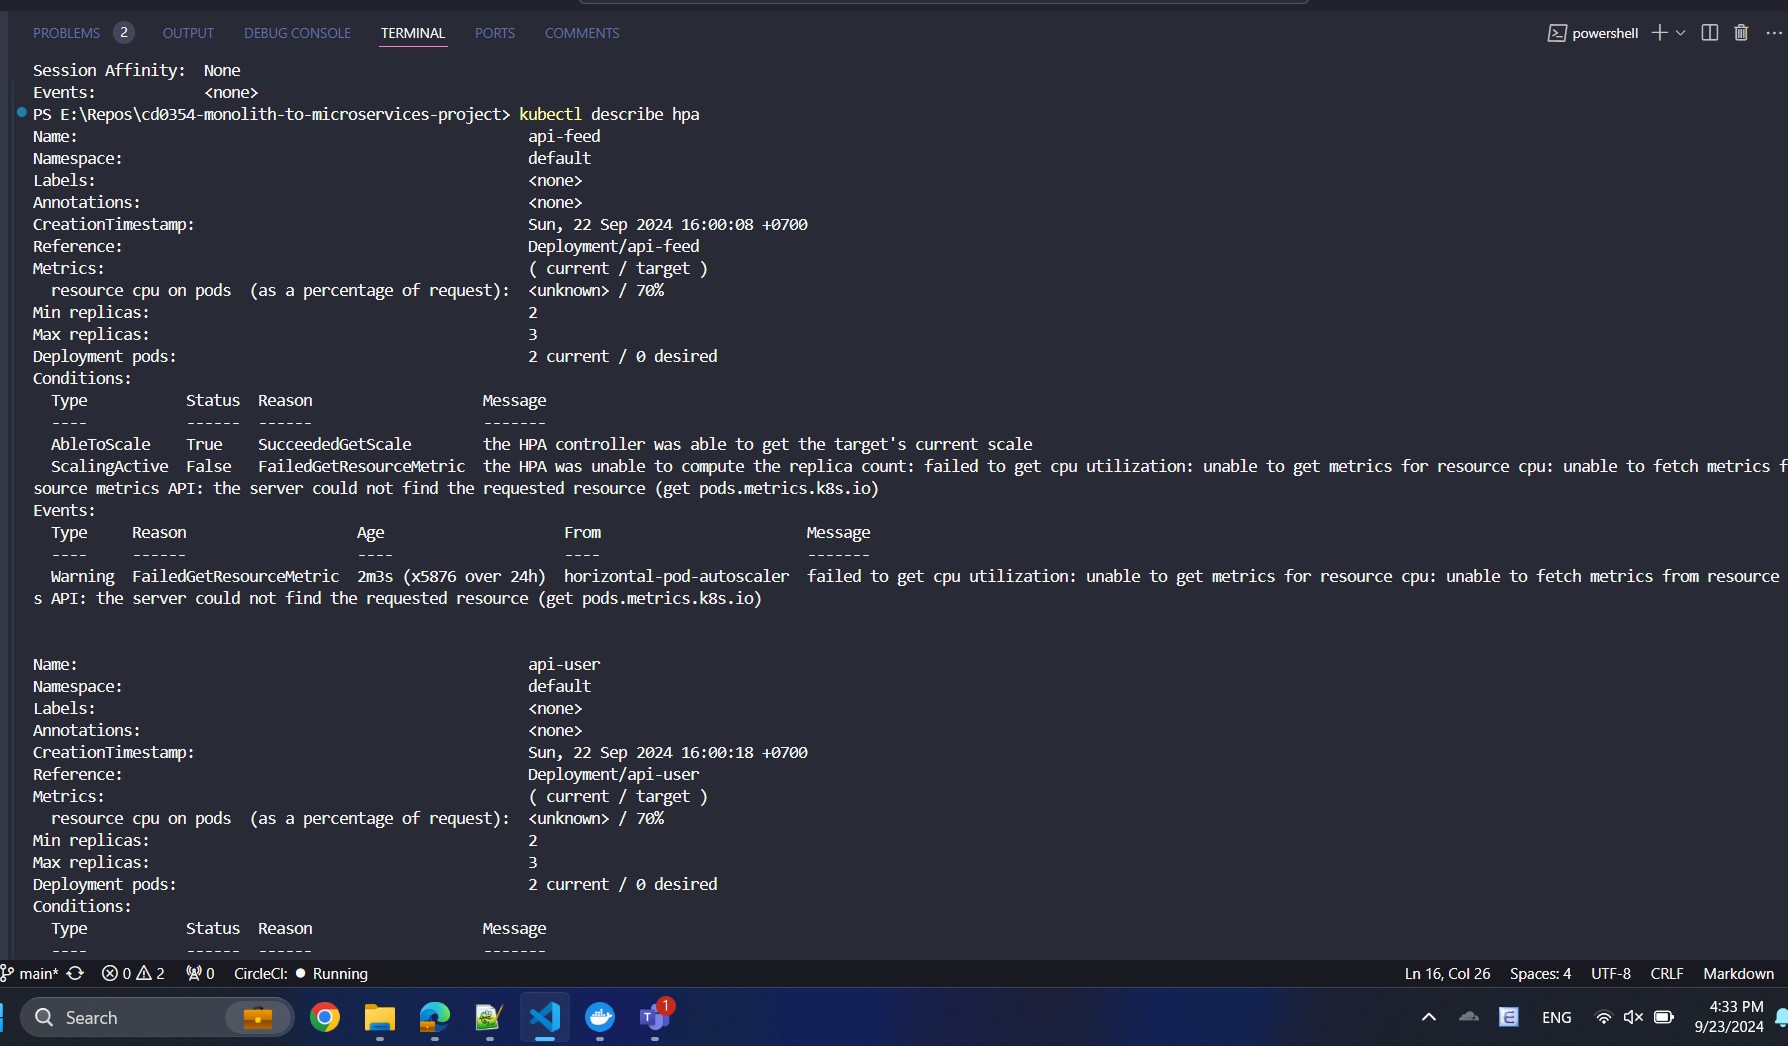 PROBLEMS 2 OUTPUT DEBUG CONSOLE TERMINAL PORTS COMMENTS powershell
Session Affinity: None
Events: <none>
PS E:\Repos\cd0354-monolith-to-microservices-project> kubectl describe hpa
Name: api-feed
Namespace: default
Labels: <none>
Annotations: <none>
CreationTimestamp: Sun, 22 Sep 2024 16:00:08 +0700
Reference: Deployment/api-feed
Metrics: ( current / target )
resource cpu on pods (as a percentage of request): <unknown> / 70%
Min replicas: 2
Max replicas: 3
Deployment pods: 2 current / 0 desired
Conditions:
Type Status Reason Message
---- ------ ------ -------
AbleToScale True SucceededGetScale the HPA controller was able to get the target's current scale
ScalingActive False FailedGetResourceMetric the HPA was unable to compute the replica count: failed to get cpu utilization: unable to get metrics for resource cpu: unable to fetch metrics f
source metrics API: the server could not find the requested resource (get pods.metrics.k8s.io)
Events:
Type Reason Age From Message
---- ------ ---- ---- -------
Warning FailedGetResourceMetric 2m3s (x5876 over 24h) horizontal-pod-autoscaler failed to get cpu utilization: unable to get metrics for resource cpu: unable to fetch metrics from resource
s API: the server could not find the requested resource (get pods.metrics.k8s.io)
Name: api-user
Namespace: default
Labels: <none>
Annotations: <none>
CreationTimestamp: Sun, 22 Sep 2024 16:00:18 +0700
Reference: Deployment/api-user
Metrics: ( current / target )
resource cpu on pods (as a percentage of request): <unknown> / 70%
Min replicas: 2
Max replicas: 3
Deployment pods: 2 current / 0 desired
Conditions:
Type Status Reason Message
---- ------ ------ -------
main* 0 2 0 CircleCI: Running Ln 16, Col 26 Spaces: 4 UTF-8 CRLF Markdown
Search 1 ENG 4:33 PM
9/23/2024